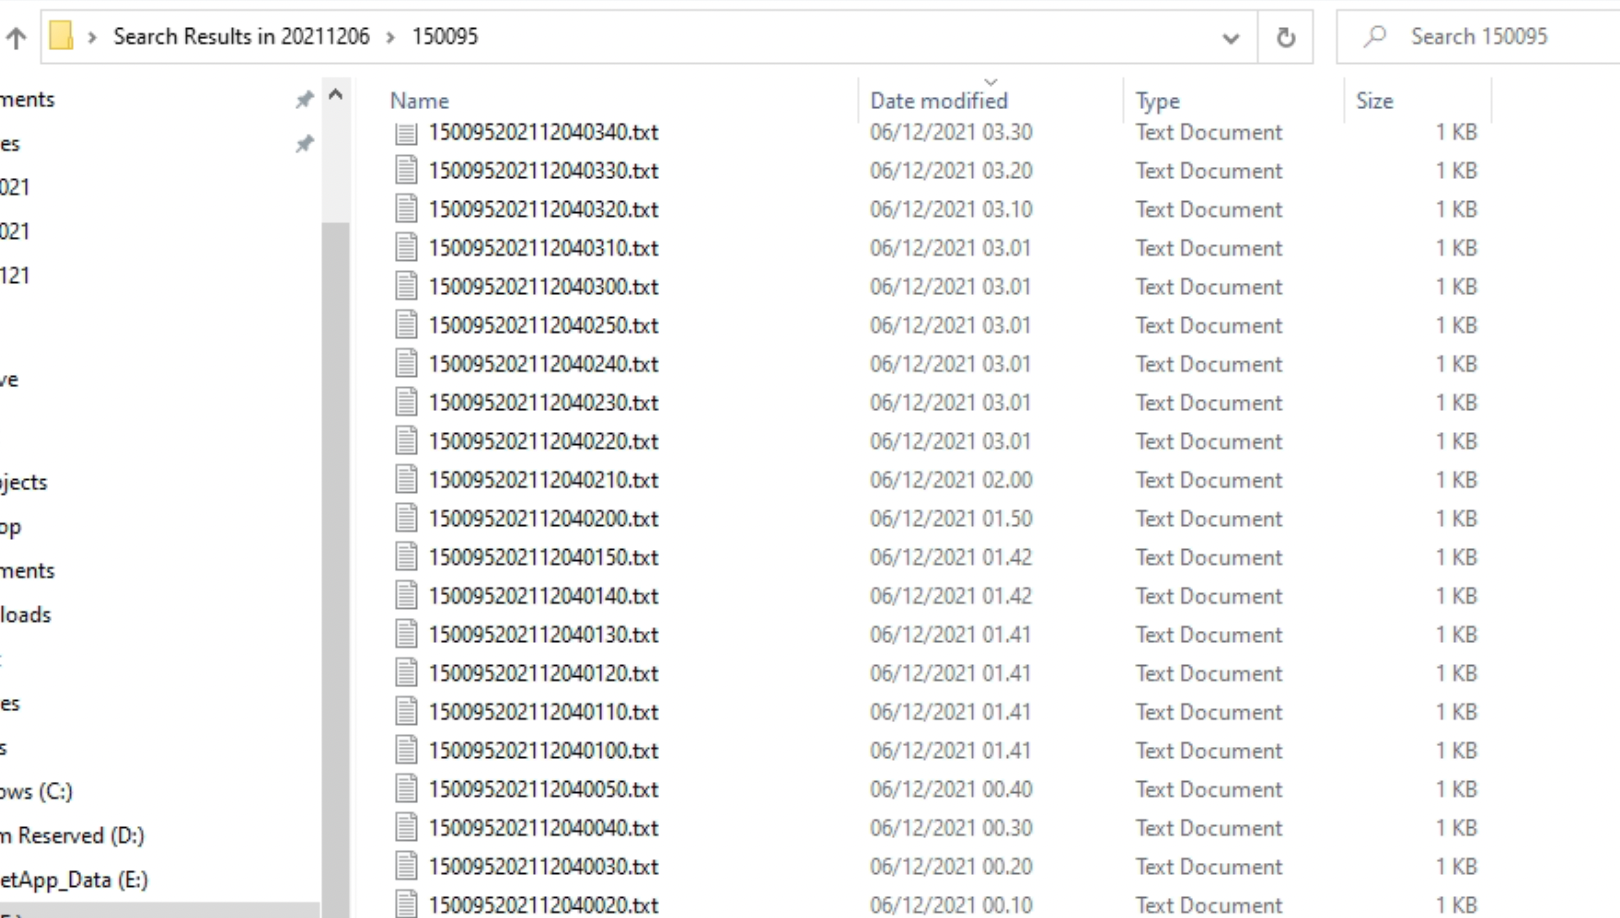 Search Results in 20211206 > 150095
Search 150095
ments
es
021
021
121
ve
jects
op
ments
loads
es
s
ows (C:)
m Reserved (D:)
etApp_Data (E:)
Name Date modified Type Size
150095202112040340.txt 06/12/2021 03.30 Text Document 1 KB
150095202112040330.txt 06/12/2021 03.20 Text Document 1 KB
150095202112040320.txt 06/12/2021 03.10 Text Document 1 KB
150095202112040310.txt 06/12/2021 03.01 Text Document 1 KB
150095202112040300.txt 06/12/2021 03.01 Text Document 1 KB
150095202112040250.txt 06/12/2021 03.01 Text Document 1 KB
150095202112040240.txt 06/12/2021 03.01 Text Document 1 KB
150095202112040230.txt 06/12/2021 03.01 Text Document 1 KB
150095202112040220.txt 06/12/2021 03.01 Text Document 1 KB
150095202112040210.txt 06/12/2021 02.00 Text Document 1 KB
150095202112040200.txt 06/12/2021 01.50 Text Document 1 KB
150095202112040150.txt 06/12/2021 01.42 Text Document 1 KB
150095202112040140.txt 06/12/2021 01.42 Text Document 1 KB
150095202112040130.txt 06/12/2021 01.41 Text Document 1 KB
150095202112040120.txt 06/12/2021 01.41 Text Document 1 KB
150095202112040110.txt 06/12/2021 01.41 Text Document 1 KB
150095202112040100.txt 06/12/2021 01.41 Text Document 1 KB
150095202112040050.txt 06/12/2021 00.40 Text Document 1 KB
150095202112040040.txt 06/12/2021 00.30 Text Document 1 KB
150095202112040030.txt 06/12/2021 00.20 Text Document 1 KB
150095202112040020.txt 06/12/2021 00.10 Text Document 1 KB